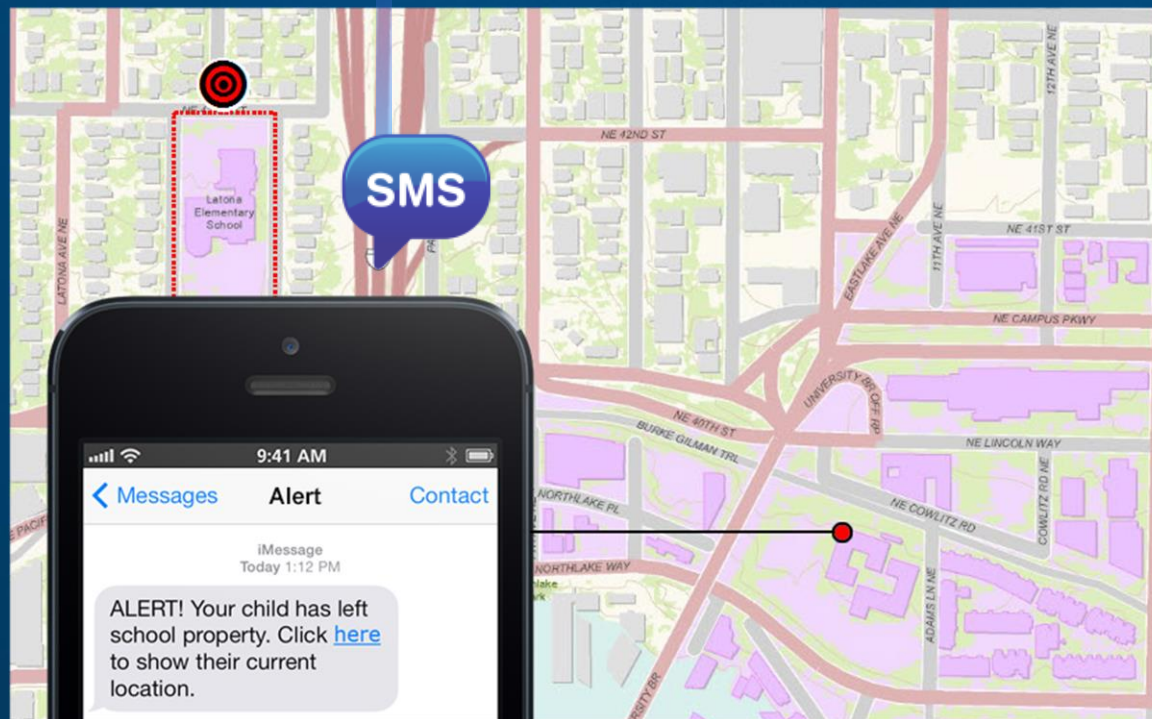 12TH AVE NE
NE 42ND ST
SMS
Latona
Elementary
School
LATONA AVE NE
EASTLAKE AVE NE
11TH AVE NE
NE 41ST ST
NE CAMPUS PKWY
UNIVERSITY BR OFF RP
NE 40TH ST
BURKE GILMAN TRL
NE LINCOLN WAY
9:41 AM
Messages
Alert
Contact
NORTHLAKE PL
NE COWLITZ RD
COWLITZ RD NE
iMessage
Today 1:12 PM
NORTHLAKE WAY
ADAMS LN NE
ALERT! Your child has left
school property. Click here
to show their current
location.